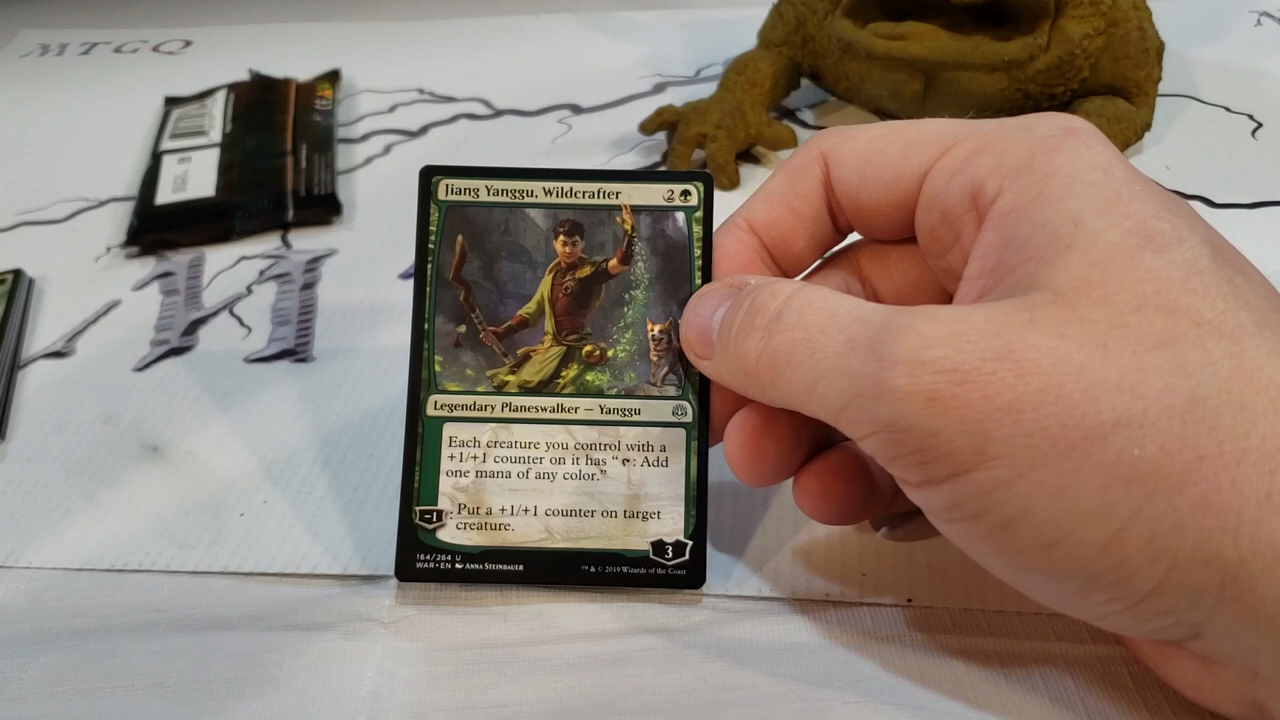 MTGQ
Jiang Yanggu, Wildcrafter 2
Legendary Planeswalker — Yanggu
Each creature you control with a
+1/+1 counter on it has “ : Add
one mana of any color.”
-1 : Put a +1/+1 counter on target
creature.
3
164/264 U
WAR • EN Anna Steinbauer
™ & © 2019 Wizards of the Coast